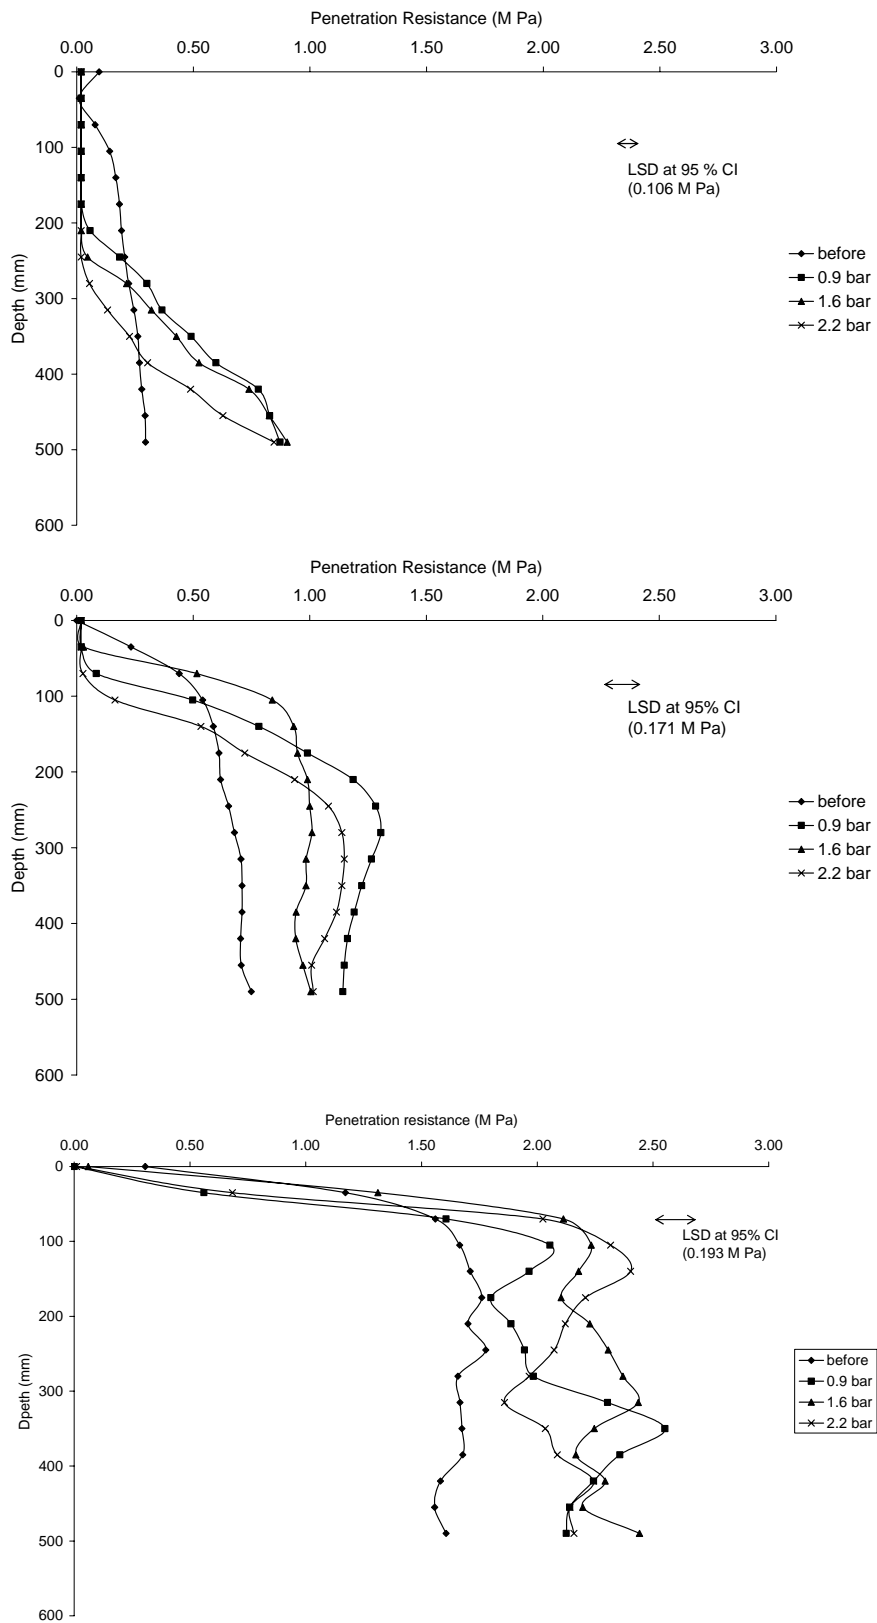 Penetration Resistance (M Pa)
0.00 0.50 1.00 1.50 2.00 2.50 3.00
0
100
200
300
400
500
600
Depth (mm)
LSD at 95 % CI
(0.106 M Pa)
before
0.9 bar
1.6 bar
2.2 bar
Penetration Resistance (M Pa)
0.00 0.50 1.00 1.50 2.00 2.50 3.00
0
100
200
300
400
500
600
Depth (mm)
LSD at 95% CI
(0.171 M Pa)
before
0.9 bar
1.6 bar
2.2 bar
Penetration resistance (M Pa)
0.00 0.50 1.00 1.50 2.00 2.50 3.00
0
100
200
300
400
500
600
Dpeth (mm)
LSD at 95% CI
(0.193 M Pa)
before
0.9 bar
1.6 bar
2.2 bar